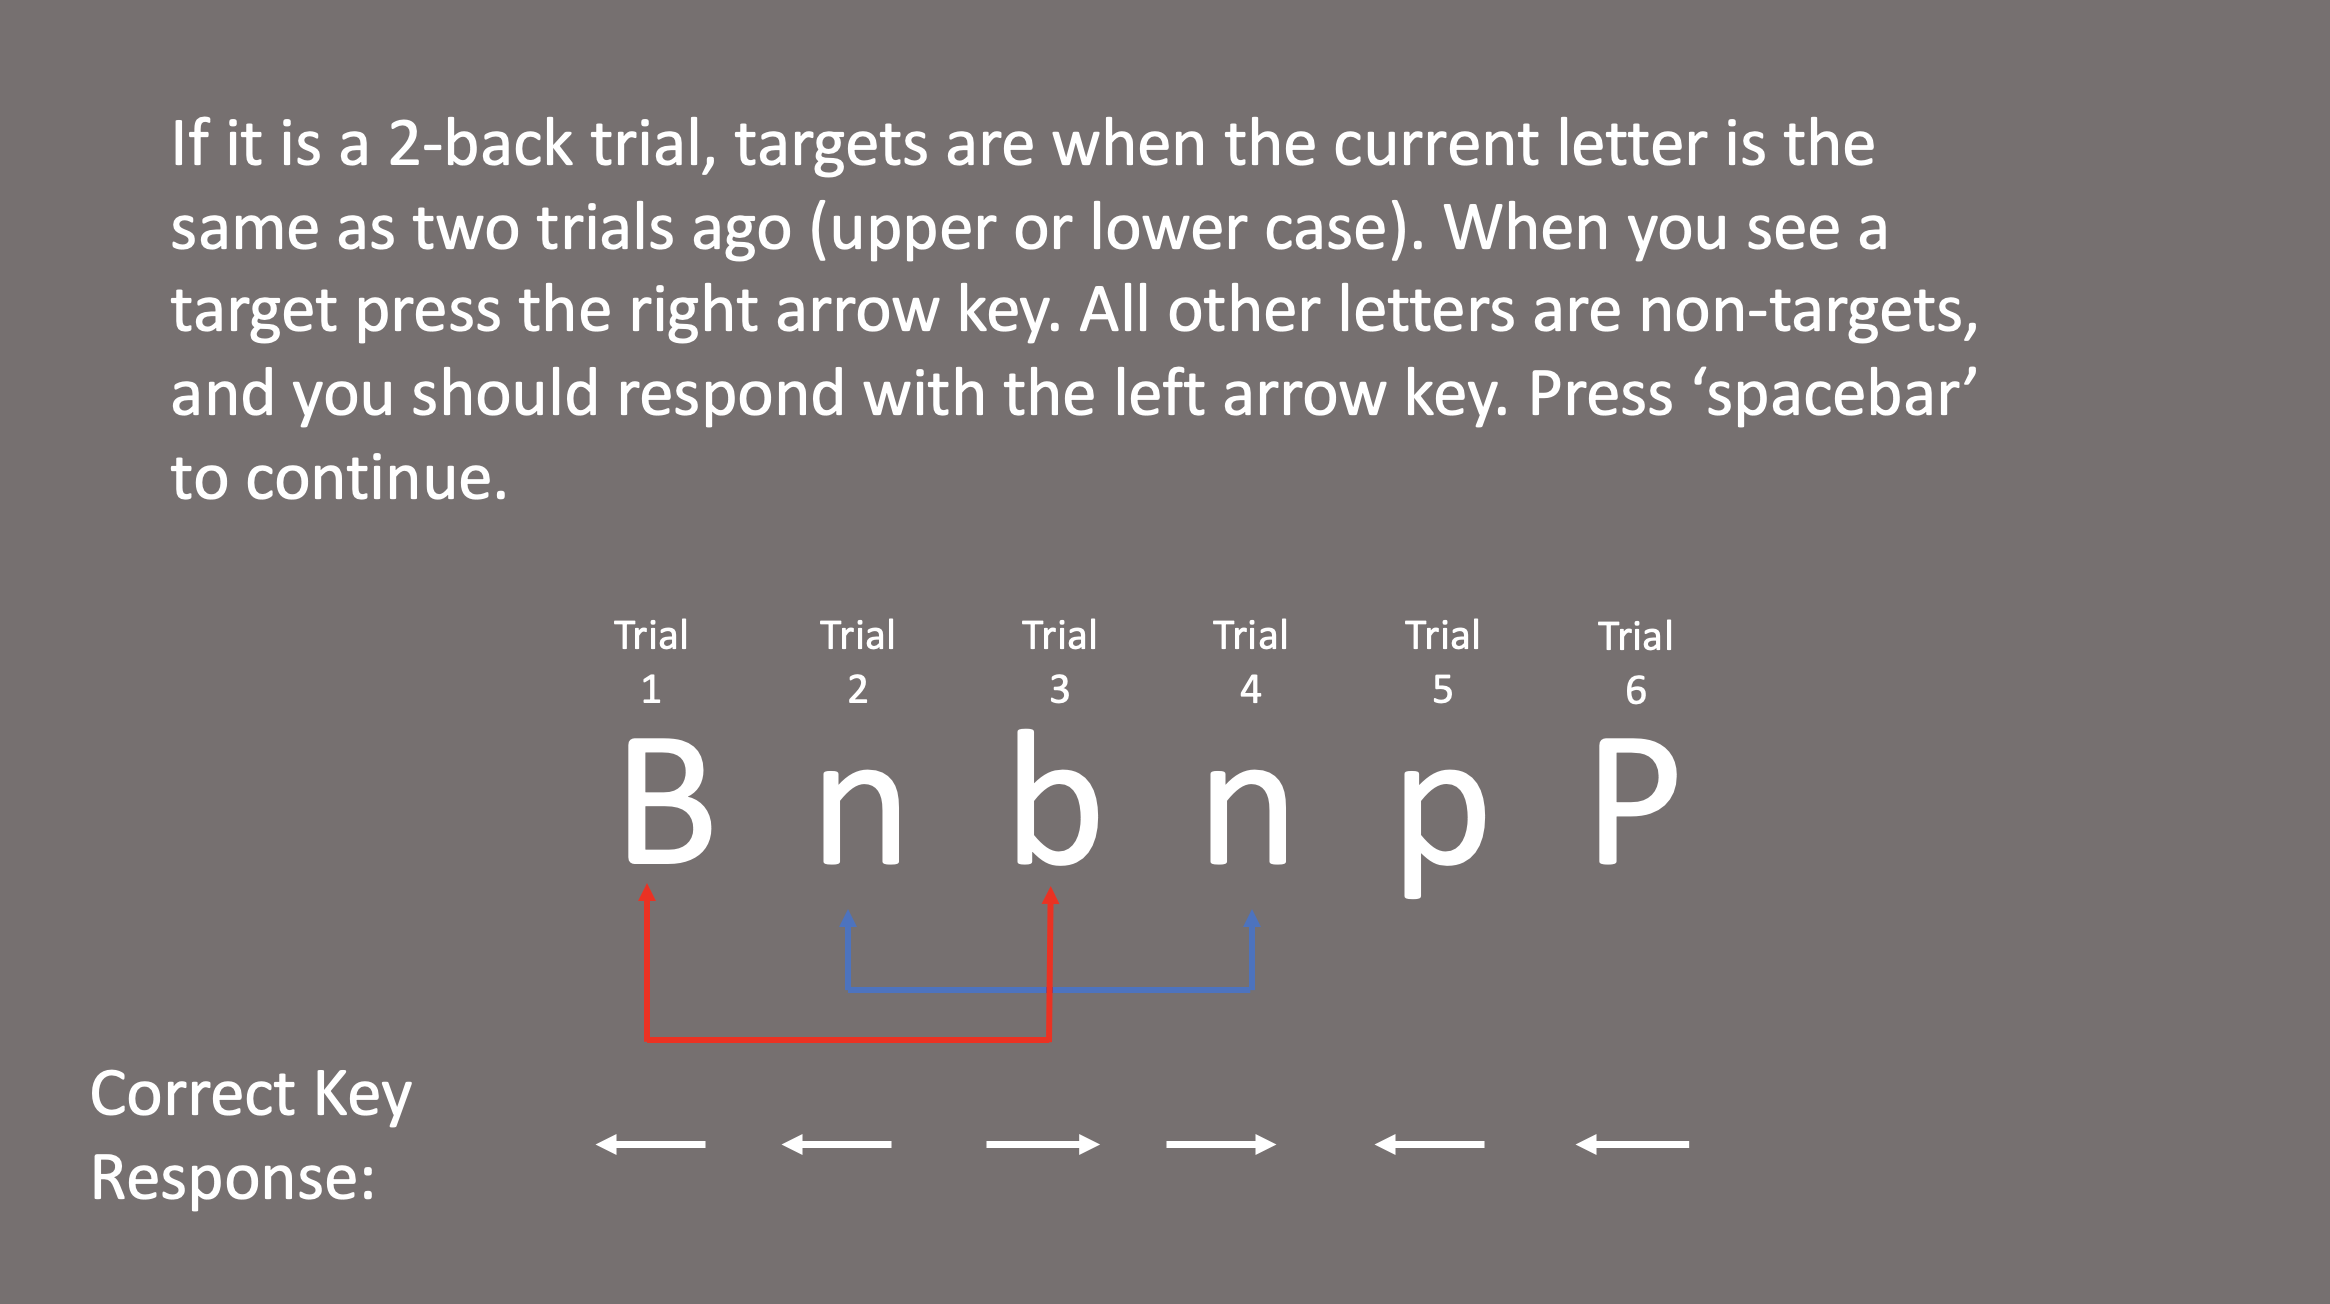 If it is a 2-back trial, targets are when the current letter is the
same as two trials ago (upper or lower case). When you see a
target press the right arrow key. All other letters are non-targets,
and you should respond with the left arrow key. Press ‘spacebar’
to continue.
Trial Trial Trial Trial Trial Trial
1 2 3 4 5 6
B n b n p P
Correct Key
Response: